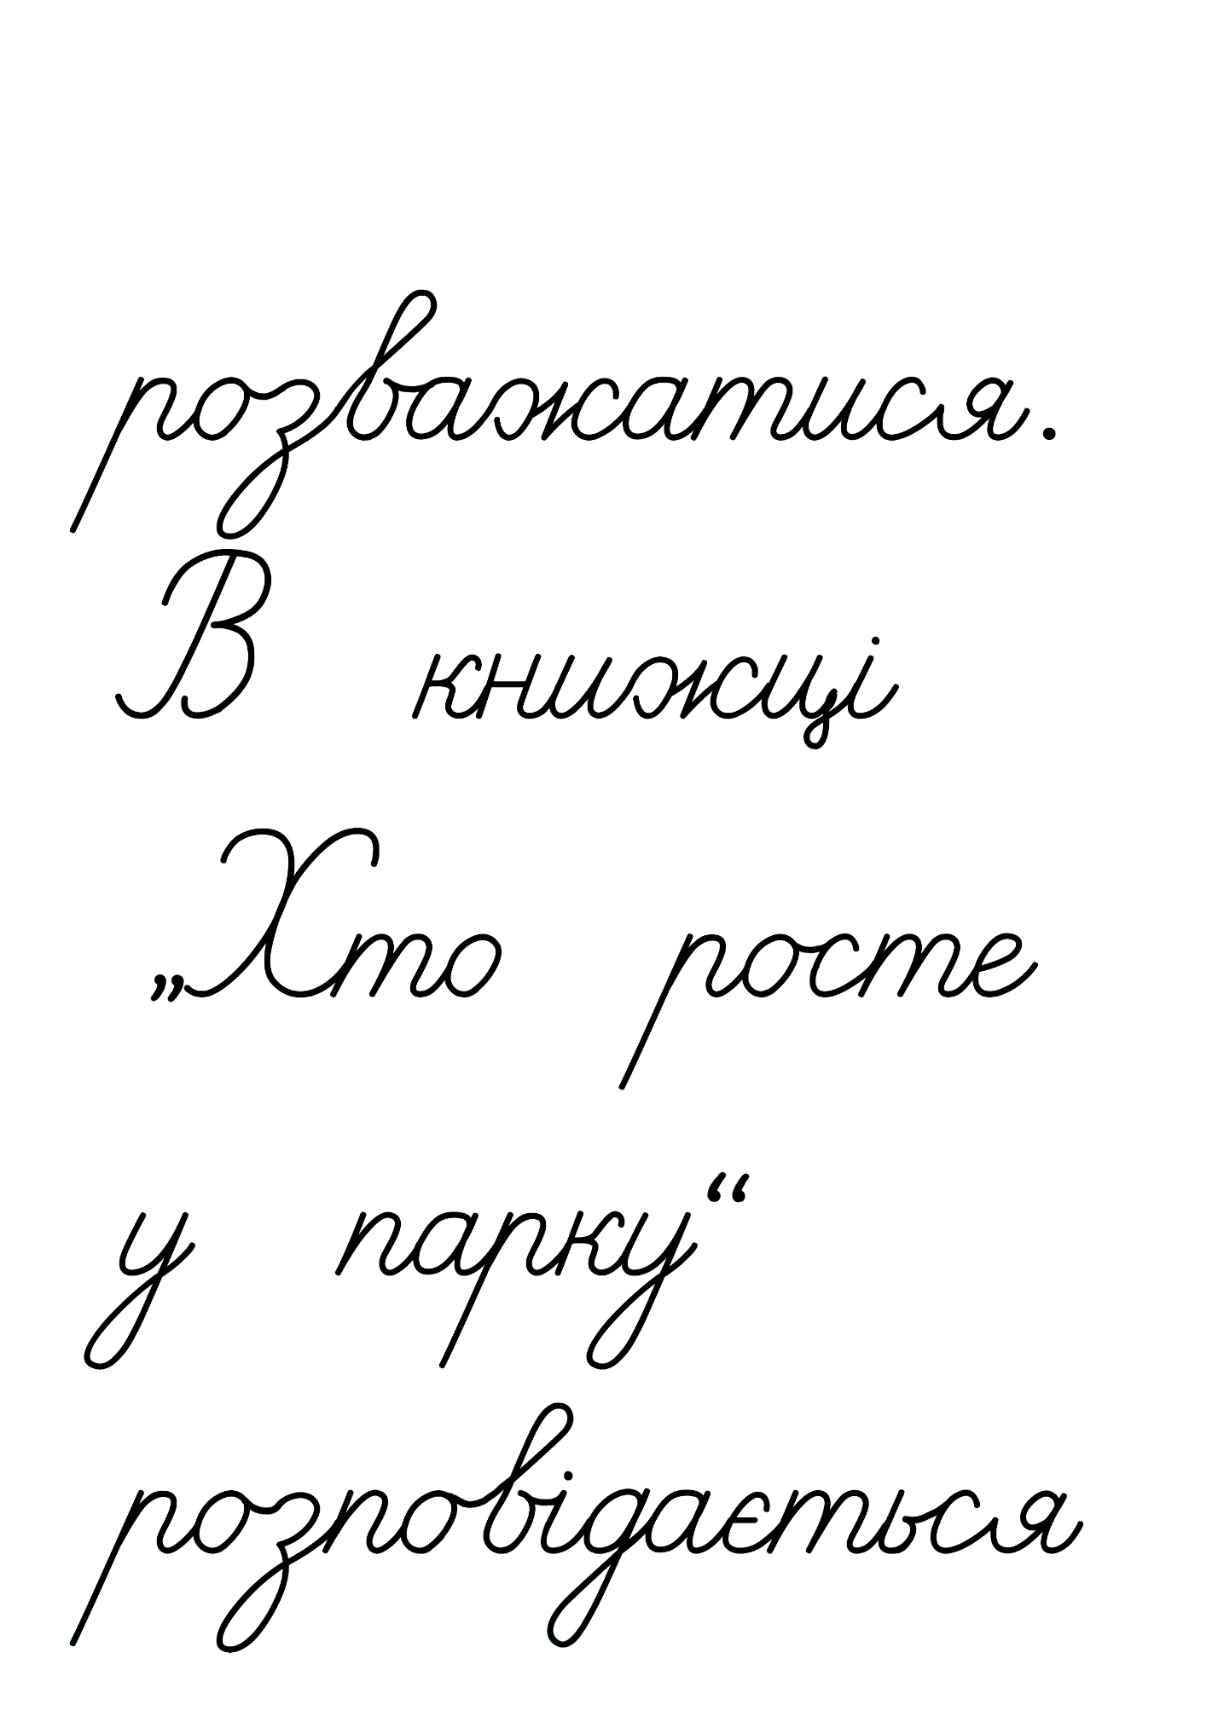 розважатися.
В книжці
„Хто росте
у парку“
розповідається